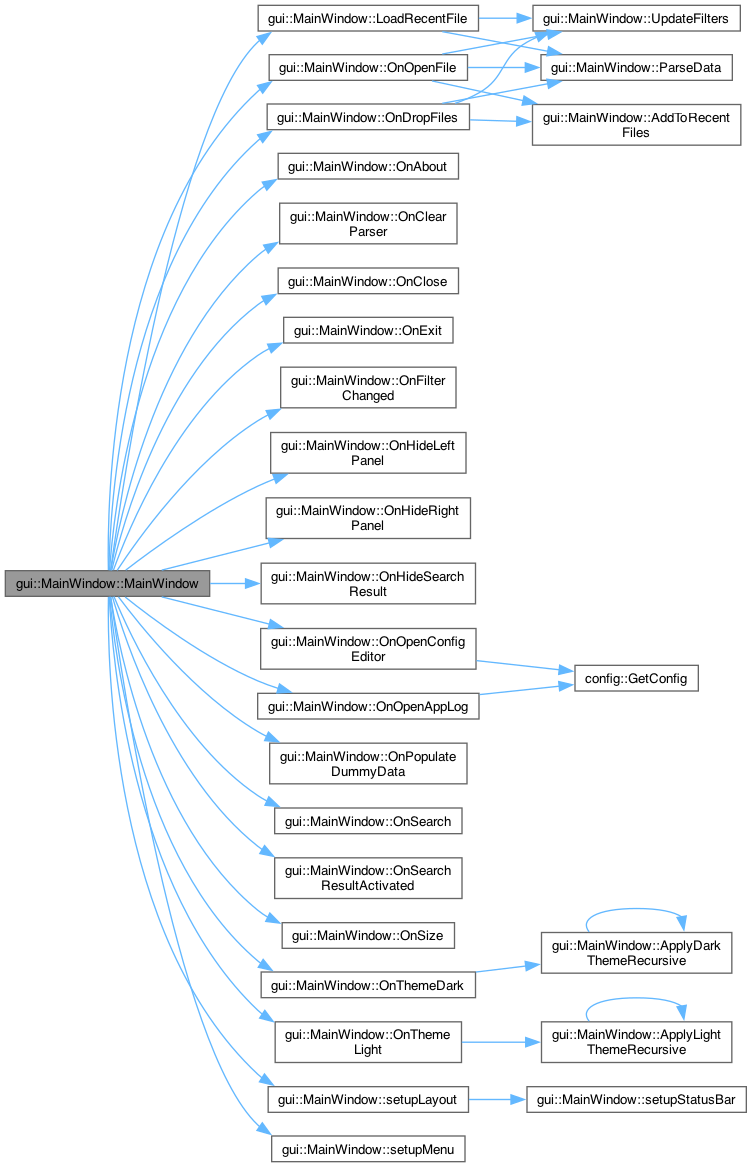 gui::MainWindow::MainWindow
gui::MainWindow::LoadRecentFile
gui::MainWindow::OnOpenFile
gui::MainWindow::OnDropFiles
gui::MainWindow::OnAbout
gui::MainWindow::OnClear
Parser
gui::MainWindow::OnClose
gui::MainWindow::OnExit
gui::MainWindow::OnFilter
Changed
gui::MainWindow::OnHideLeft
Panel
gui::MainWindow::OnHideRight
Panel
gui::MainWindow::OnHideSearch
Result
gui::MainWindow::OnOpenConfig
Editor
gui::MainWindow::OnOpenAppLog
gui::MainWindow::OnPopulate
DummyData
gui::MainWindow::OnSearch
gui::MainWindow::OnSearch
ResultActivated
gui::MainWindow::OnSize
gui::MainWindow::OnThemeDark
gui::MainWindow::OnTheme
Light
gui::MainWindow::setupLayout
gui::MainWindow::setupMenu
gui::MainWindow::UpdateFilters
gui::MainWindow::ParseData
gui::MainWindow::AddToRecent
Files
config::GetConfig
gui::MainWindow::ApplyDark
ThemeRecursive
gui::MainWindow::ApplyLight
ThemeRecursive
gui::MainWindow::setupStatusBar